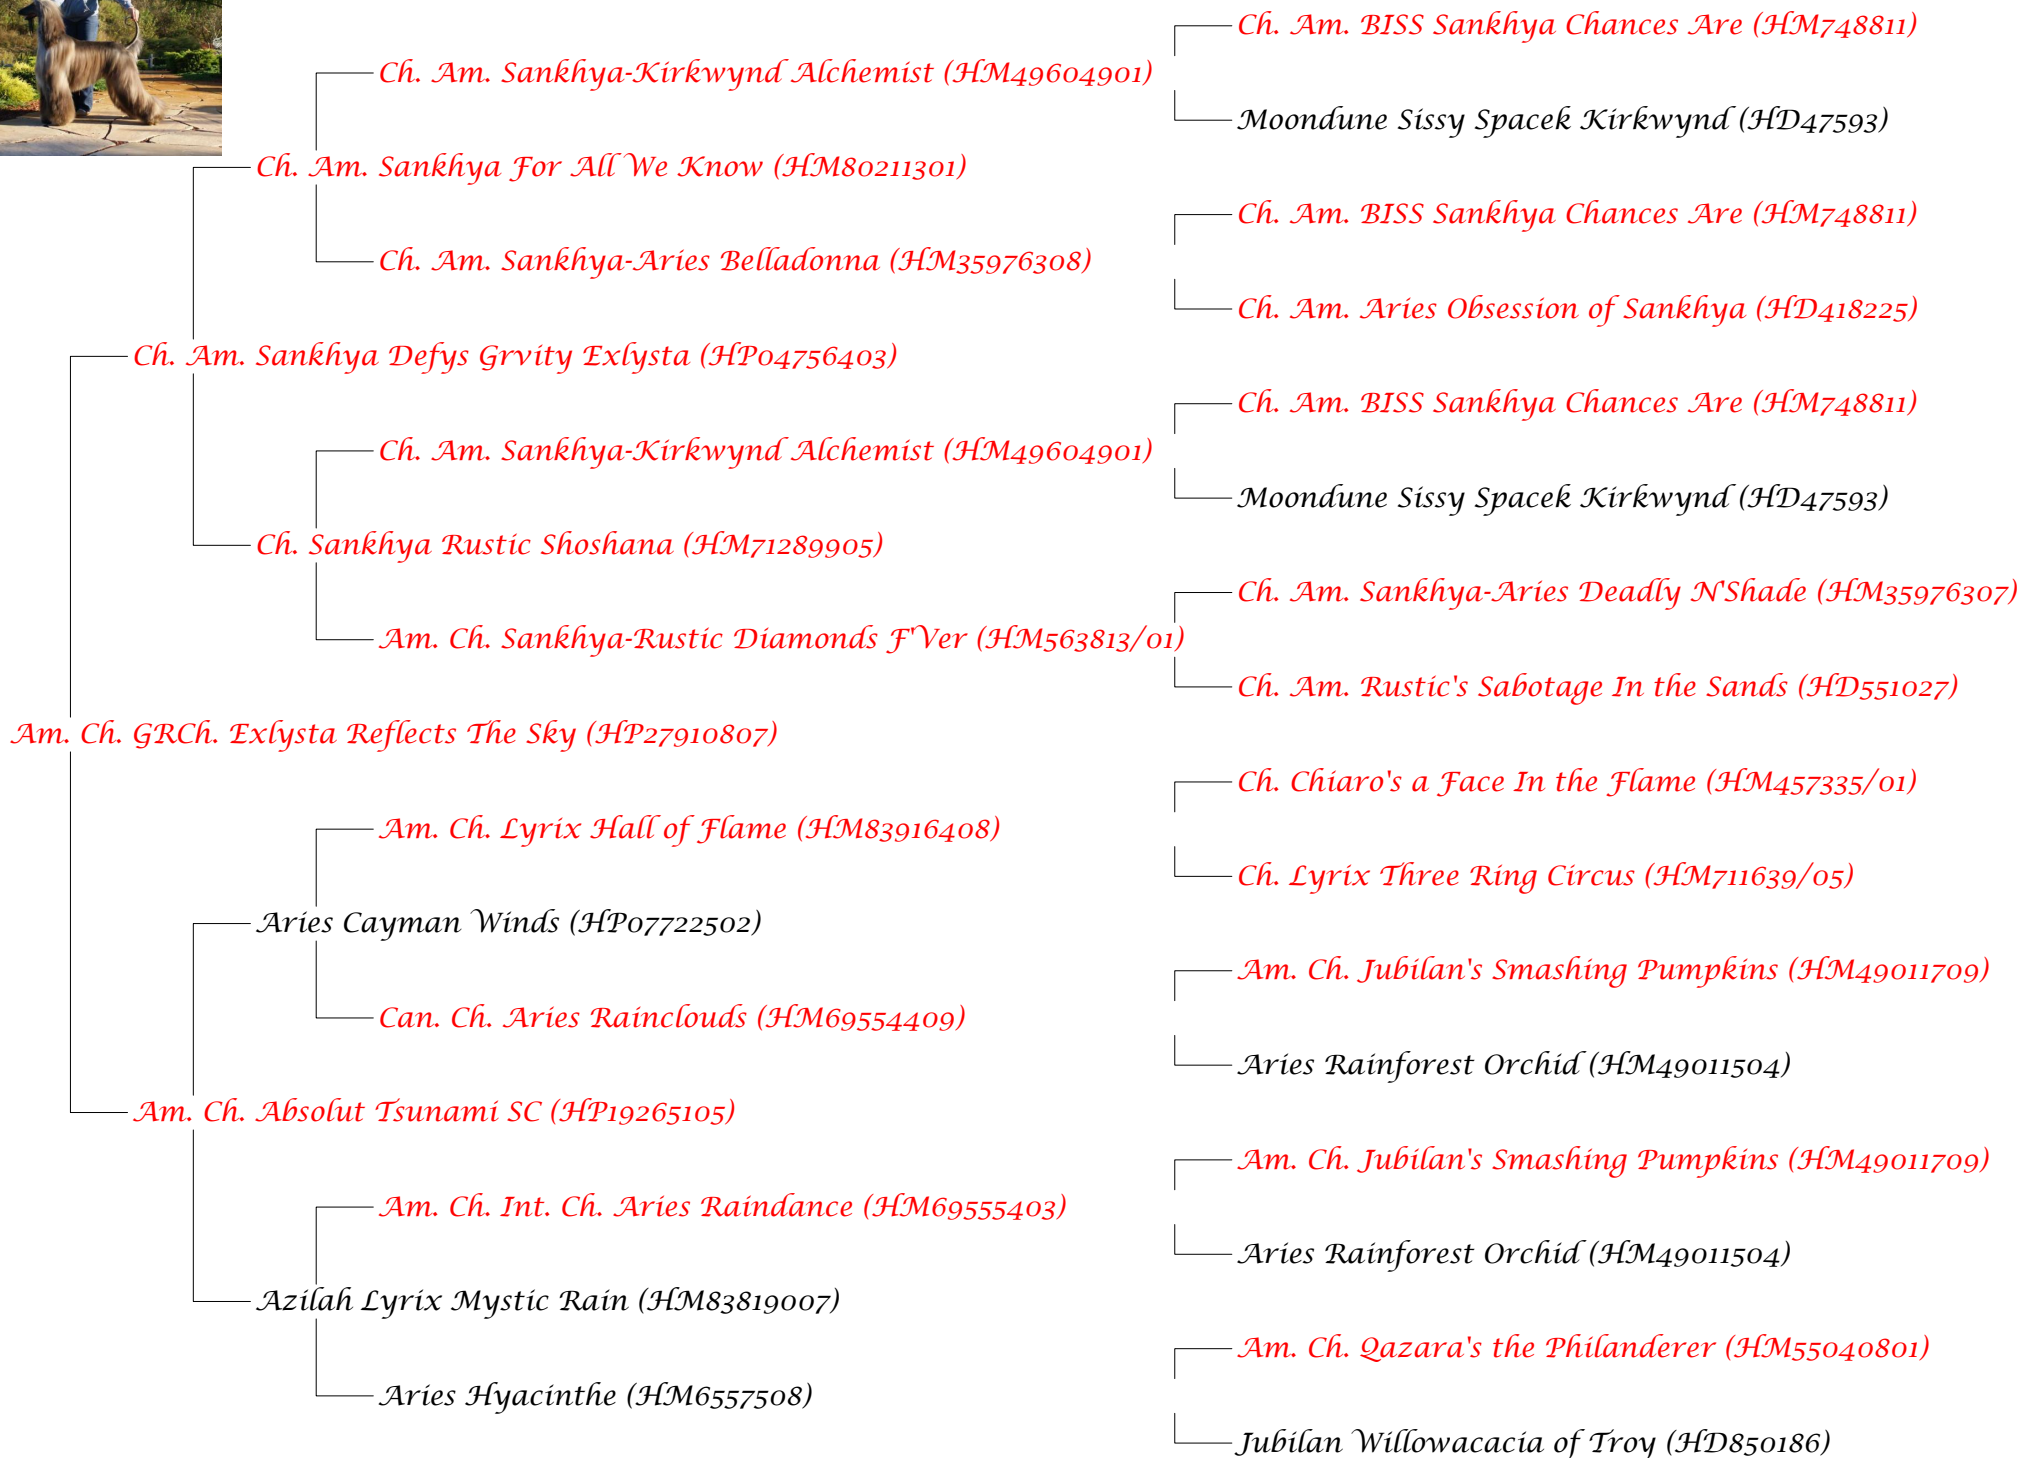 Ch. Am. BISS Sankhya Chances Are (HM748811)
Ch. Am. Sankhya-Kirkwynd Alchemist (HM49604901)
Moondune Sissy Spacek Kirkwynd (HD47593)
Ch. Am. Sankhya For All We Know (HM80211301)
Ch. Am. BISS Sankhya Chances Are (HM748811)
Ch. Am. Sankhya-Aries Belladonna (HM35976308)
Ch. Am. Aries Obsession of Sankhya (HD418225)
Ch. Am. Sankhya Defys Grvity Exlysta (HP04756403)
Ch. Am. BISS Sankhya Chances Are (HM748811)
Ch. Am. Sankhya-Kirkwynd Alchemist (HM49604901)
Moondune Sissy Spacek Kirkwynd (HD47593)
Ch. Sankhya Rustic Shoshana (HM71289905)
Ch. Am. Sankhya-Aries Deadly N'Shade (HM35976307)
Am. Ch. Sankhya-Rustic Diamonds F'Ver (HM563813/01)
Ch. Am. Rustic's Sabotage In the Sands (HD551027)
Am. Ch. GRCh. Exlysta Reflects The Sky (HP27910807)
Ch. Chiaro's a Face In the Flame (HM457335/01)
Am. Ch. Lyrix Hall of Flame (HM83916408)
Ch. Lyrix Three Ring Circus (HM711639/05)
Aries Cayman Winds (HP07722502)
Am. Ch. Jubilan's Smashing Pumpkins (HM49011709)
Can. Ch. Aries Rainclouds (HM69554409)
Aries Rainforest Orchid (HM49011504)
Am. Ch. Absolut Tsunami SC (HP19265105)
Am. Ch. Jubilan's Smashing Pumpkins (HM49011709)
Am. Ch. Int. Ch. Aries Raindance (HM69555403)
Aries Rainforest Orchid (HM49011504)
Azilah Lyrix Mystic Rain (HM83819007)
Am. Ch. Qazara's the Philanderer (HM55040801)
Aries Hyacinthe (HM6557508)
Jubilan Willowacacia of Troy (HD850186)